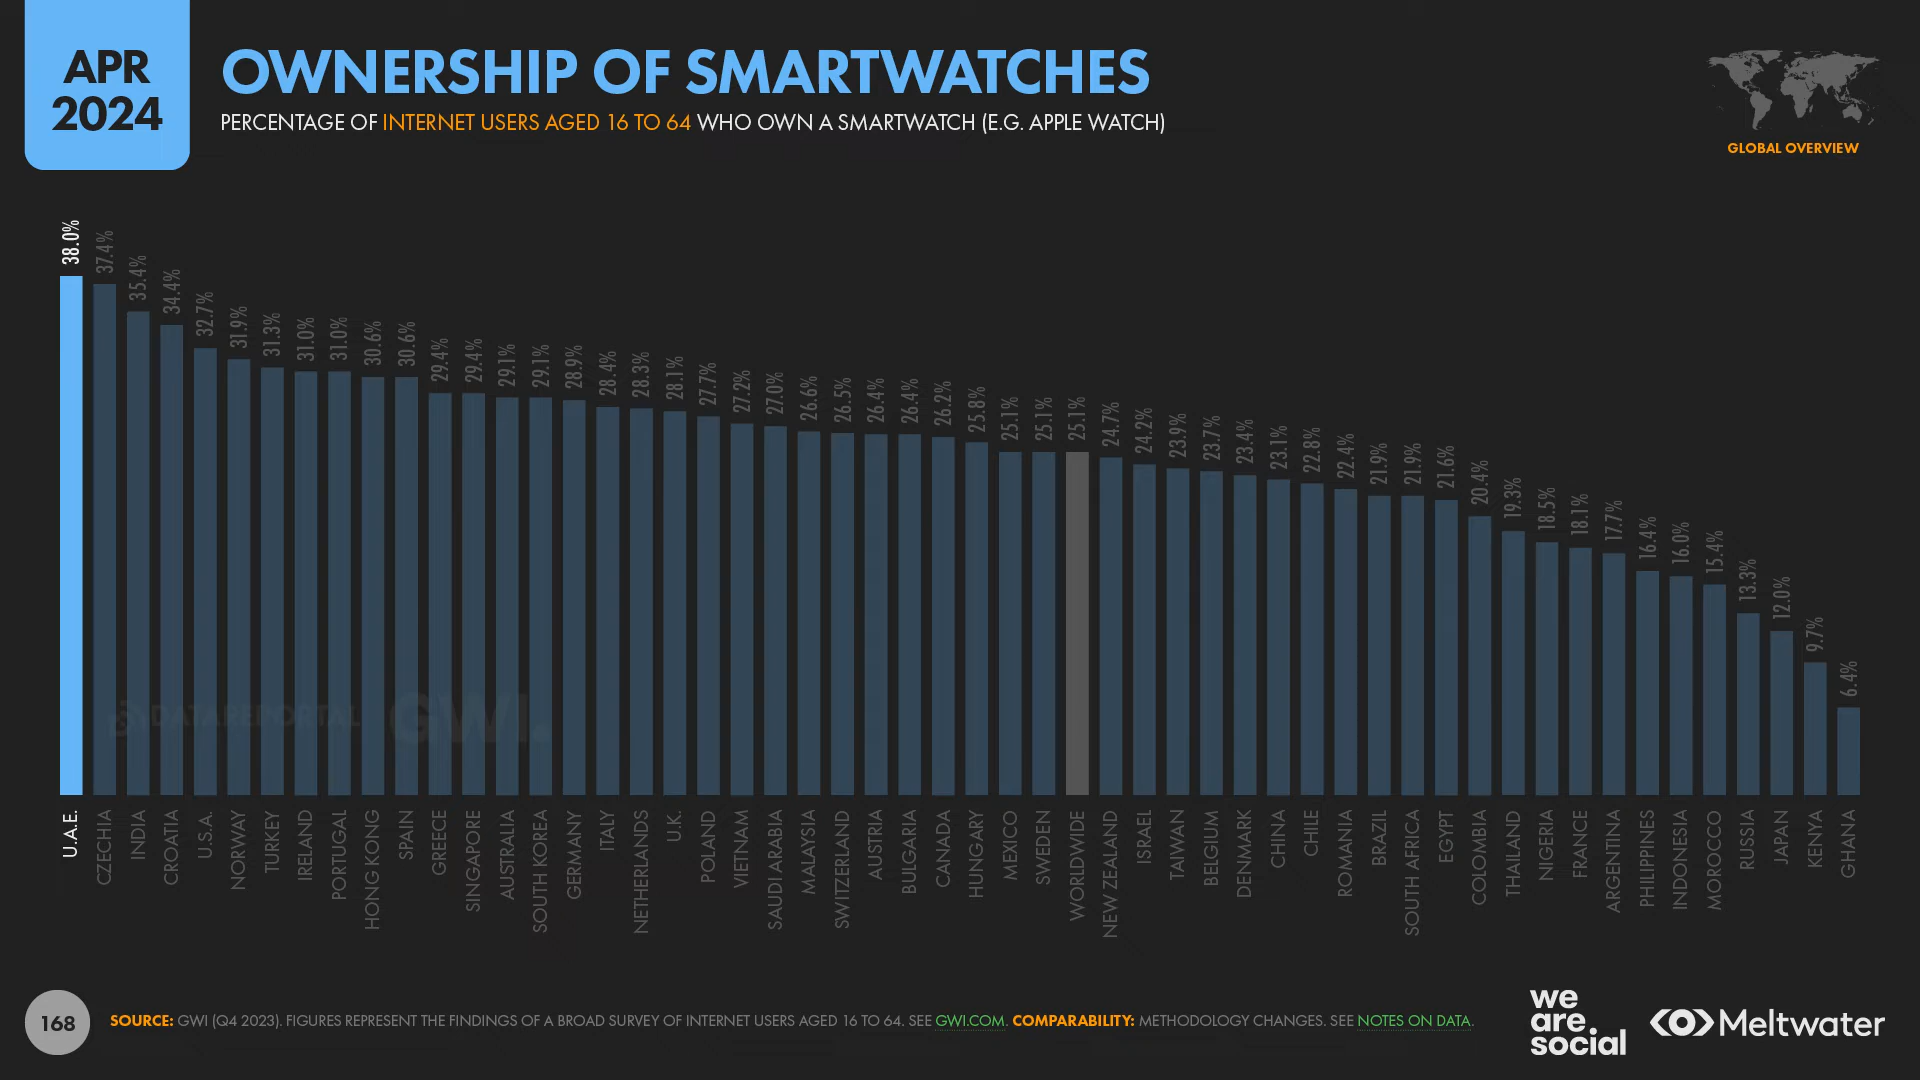 APR
2024
OWNERSHIP OF SMARTWATCHES
PERCENTAGE OF INTERNET USERS AGED 16 TO 64 WHO OWN A SMARTWATCH (E.G. APPLE WATCH)
GLOBAL OVERVIEW
38.0%
37.4%
35.4%
34.4%
32.7%
31.9%
31.3%
31.0%
31.0%
30.6%
30.6%
29.4%
29.4%
29.1%
29.1%
28.9%
28.4%
28.3%
28.1%
27.7%
27.2%
27.0%
26.6%
26.5%
26.4%
26.4%
26.2%
25.8%
25.1%
25.1%
25.1%
24.7%
24.2%
23.9%
23.7%
23.4%
23.1%
22.8%
22.4%
21.9%
21.9%
21.6%
20.4%
19.3%
18.5%
18.1%
17.7%
16.4%
16.0%
15.4%
13.3%
12.0%
9.7%
6.4%
DATAREPORTAL
GWI.
U.A.E.
CZECHIA
INDIA
CROATIA
U.S.A.
NORWAY
TURKEY
IRELAND
PORTUGAL
HONG KONG
SPAIN
GREECE
SINGAPORE
AUSTRALIA
SOUTH KOREA
GERMANY
ITALY
NETHERLANDS
U.K.
POLAND
VIETNAM
SAUDI ARABIA
MALAYSIA
SWITZERLAND
AUSTRIA
BULGARIA
CANADA
HUNGARY
MEXICO
SWEDEN
WORLDWIDE
NEW ZEALAND
ISRAEL
TAIWAN
BELGIUM
DENMARK
CHINA
CHILE
ROMANIA
BRAZIL
SOUTH AFRICA
EGYPT
COLOMBIA
THAILAND
NIGERIA
FRANCE
ARGENTINA
PHILIPPINES
INDONESIA
MOROCCO
RUSSIA
JAPAN
KENYA
GHANA
168
SOURCE: GWI (Q4 2023). FIGURES REPRESENT THE FINDINGS OF A BROAD SURVEY OF INTERNET USERS AGED 16 TO 64. SEE GWI.COM. COMPARABILITY: METHODOLOGY CHANGES. SEE NOTES ON DATA.
we
are
social
Meltwater